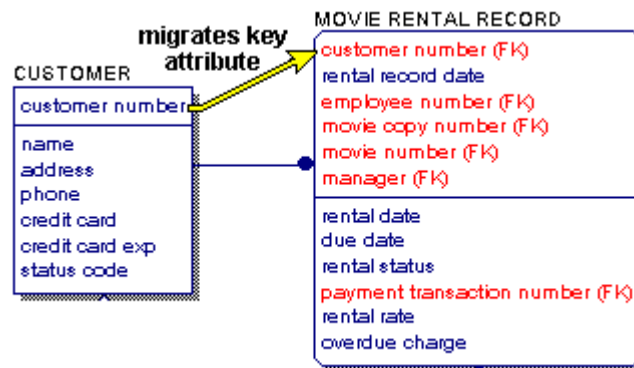 migrates key
attribute
CUSTOMER
customer number
name
address
phone
credit card
credit card exp
status code
MOVIE RENTAL RECORD
customer number (FK)
rental record date
employee number (FK)
movie copy number (FK)
movie number (FK)
manager (FK)
rental date
due date
rental status
payment transaction number (FK)
rental rate
overdue charge